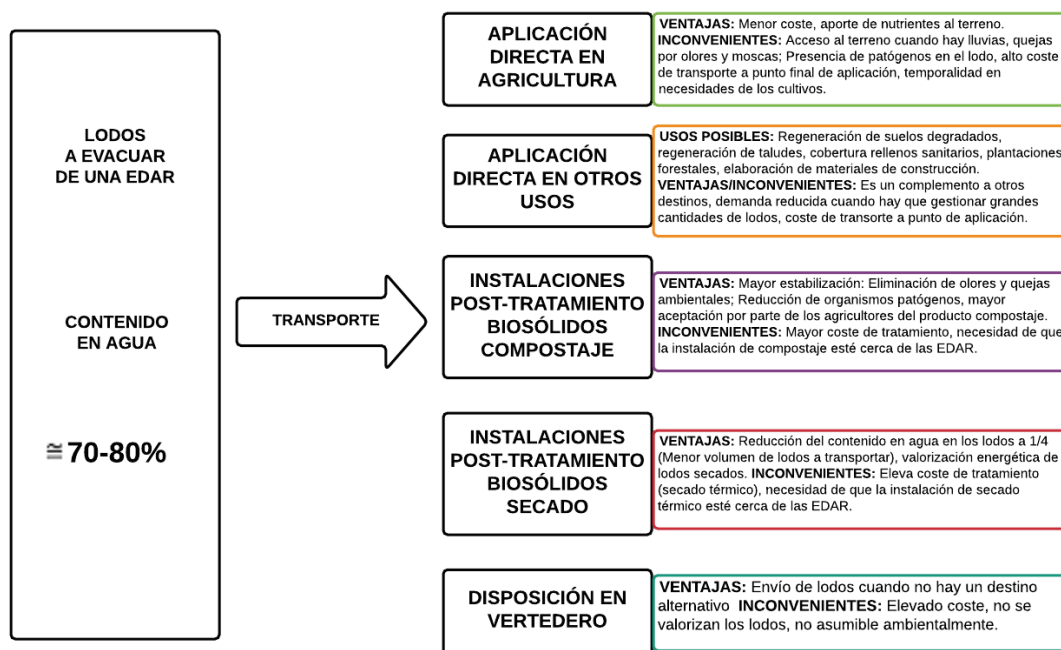 LODOS
A EVACUAR
DE UNA EDAR
CONTENIDO
EN AGUA
≅ 70-80%
TRANSPORTE
APLICACIÓN
DIRECTA EN
AGRICULTURA
VENTAJAS: Menor coste, aporte de nutrientes al terreno.
INCONVENIENTES: Acceso al terreno cuando hay lluvias, quejas
por olores y moscas; Presencia de patógenos en el lodo, alto coste
de transporte a punto final de aplicación, temporalidad en
necesidades de los cultivos.
APLICACIÓN
DIRECTA EN OTROS
USOS
USOS POSIBLES: Regeneración de suelos degradados,
regeneración de taludes, cobertura rellenos sanitarios, plantaciones
forestales, elaboración de materiales de construcción.
VENTAJAS/INCONVENIENTES: Es un complemento a otros
destinos, demanda reducida cuando hay que gestionar grandes
cantidades de lodos, coste de transorte a punto de aplicación.
INSTALACIONES
POST-TRATAMIENTO
BIOSÓLIDOS
COMPOSTAJE
VENTAJAS: Mayor estabilización: Eliminación de olores y quejas
ambientales; Reducción de organismos patógenos, mayor
aceptación por parte de los agricultores del producto compostaje.
INCONVENIENTES: Mayor coste de tratamiento, necesidad de que
la instalación de compostaje esté cerca de las EDAR.
INSTALACIONES
POST-TRATAMIENTO
BIOSÓLIDOS
SECADO
VENTAJAS: Reducción del contenido en agua en los lodos a 1/4
(Menor volumen de lodos a transportar), valorización energética de
lodos secados. INCONVENIENTES: Eleva coste de tratamiento
(secado térmico), necesidad de que la instalación de secado
térmico esté cerca de las EDAR.
DISPOSICIÓN EN
VERTEDERO
VENTAJAS: Envío de lodos cuando no hay un destino
alternativo INCONVENIENTES: Elevado coste, no se
valorizan los lodos, no asumible ambientalmente.